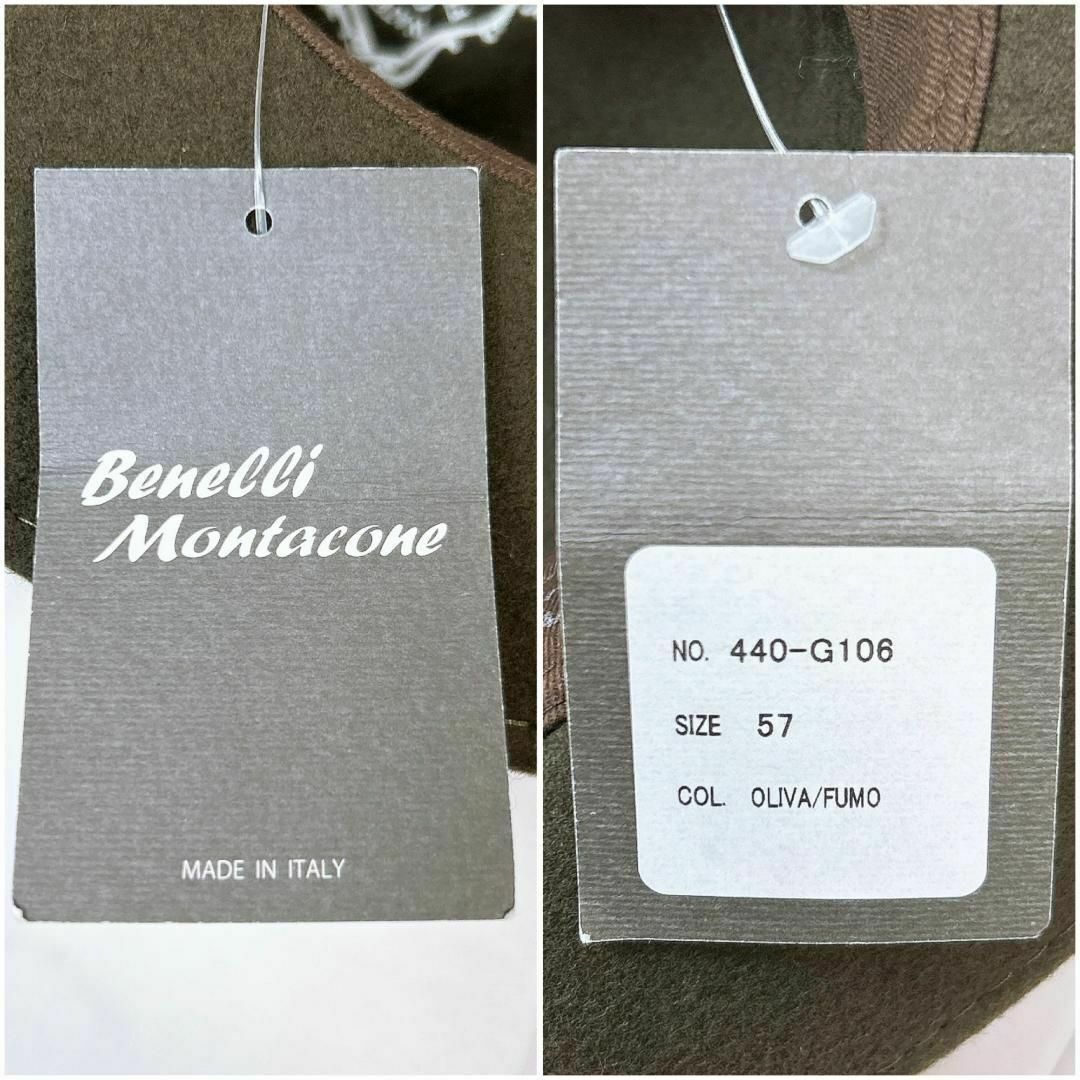 Benelli
Montacone
MADE IN ITALY
NO. 440-G106
SIZE 57
COL. OLIVA/FUMO